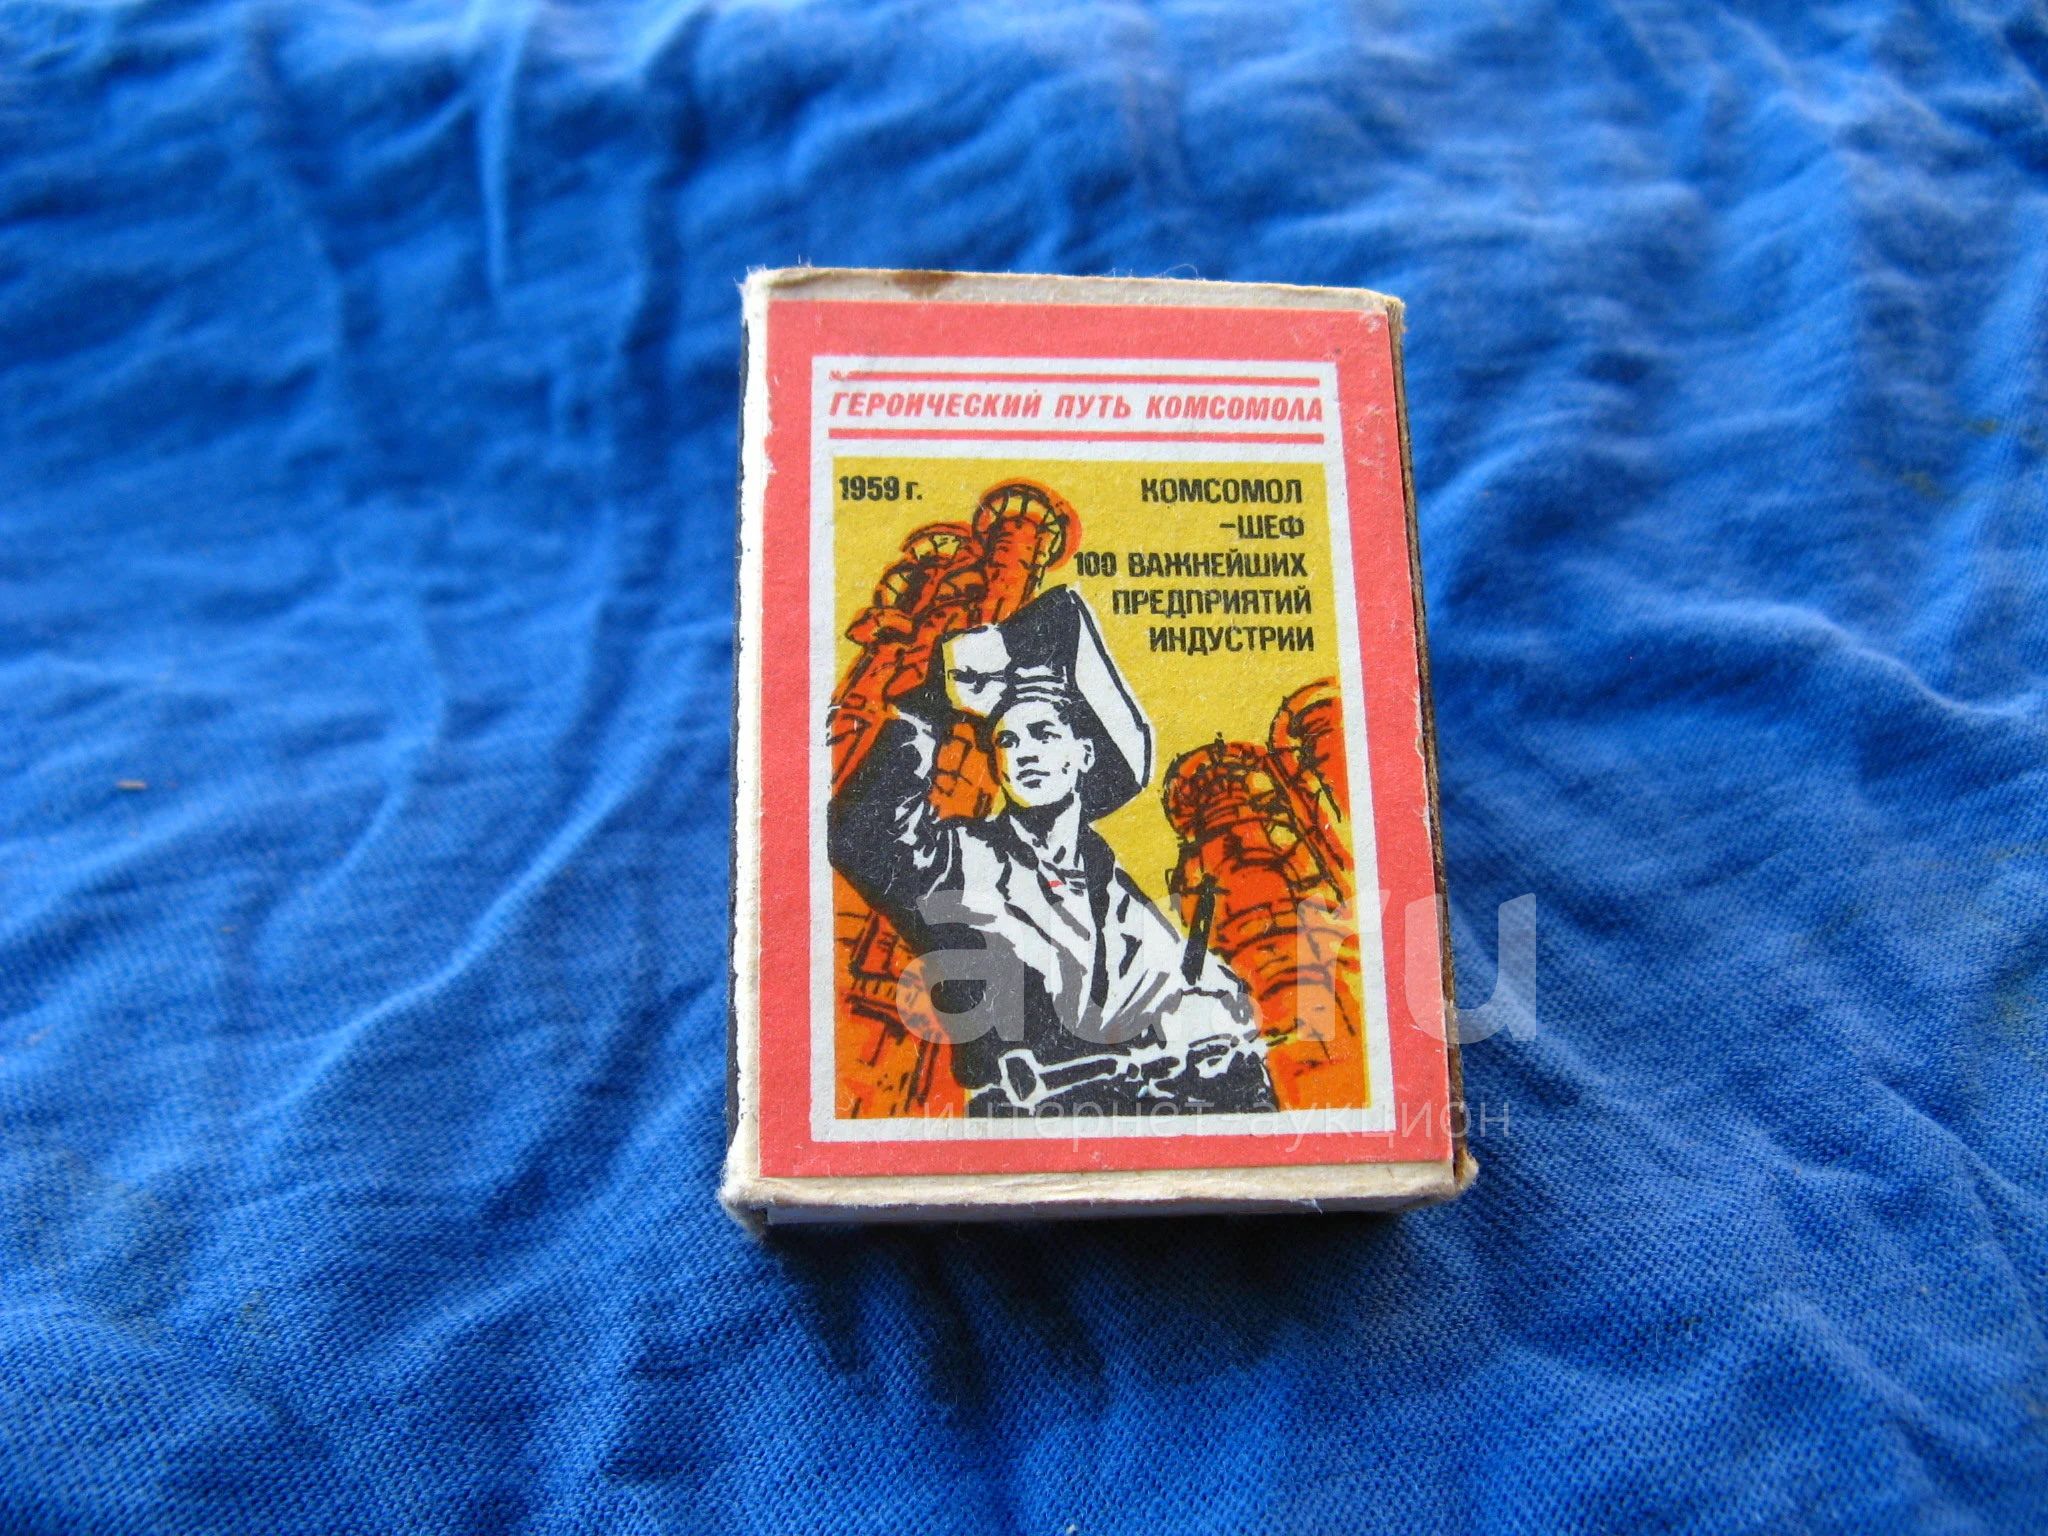 ГЕРОИЧЕСКИЙ ПУТЬ КОМСОМОЛА
1959 г.
КОМСОМОЛ
-ШЕФ
100 ВАЖНЕЙШИХ
ПРЕДПРИЯТИЙ
ИНДУСТРИИ
au.ru
интернет-аукцион